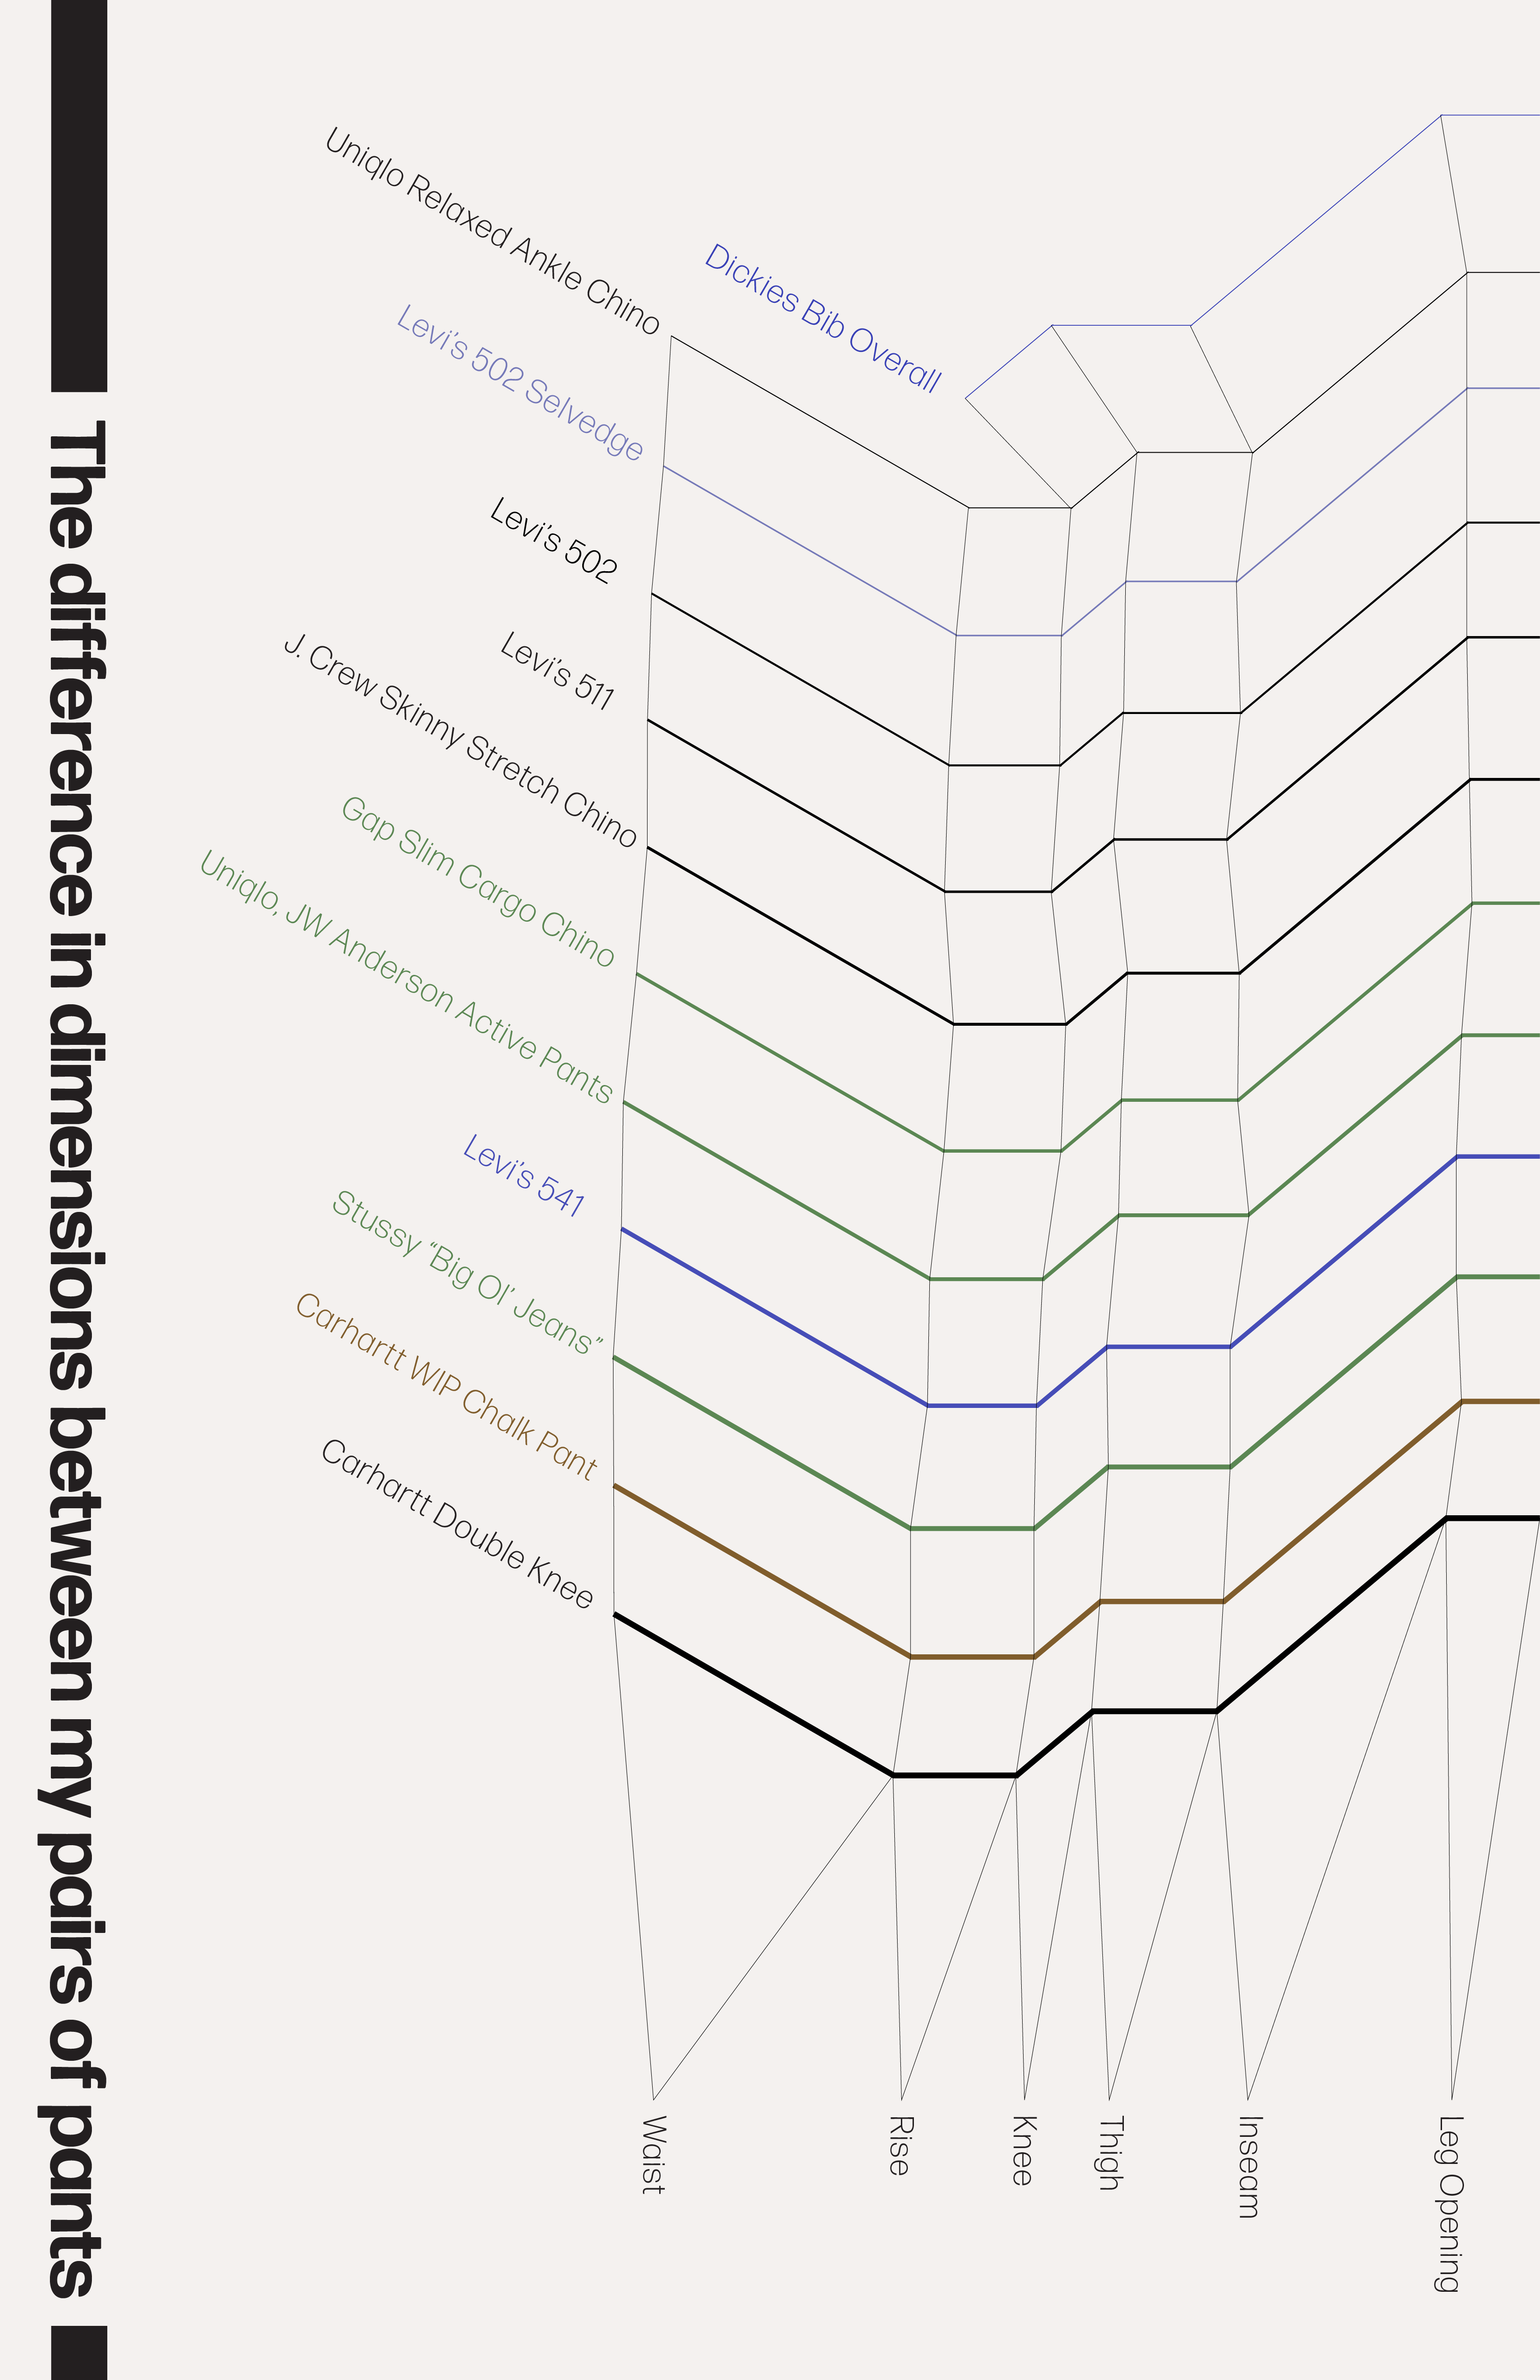 The difference in dimensions between my pairs of pants
Uniqlo Relaxed Ankle Chino
Dickies Bib Overall
Levi's 502 Selvedge
Levi's 502
Levi's 511
J. Crew Skinny Stretch Chino
Gap Slim Cargo Chino
Uniqlo, JW Anderson Active Pants
Levi's 541
Stussy “Big Ol’ Jeans”
Carhartt WIP Chalk Pant
Carhartt Double Knee
Waist
Rise
Knee
Thigh
Inseam
Leg Opening